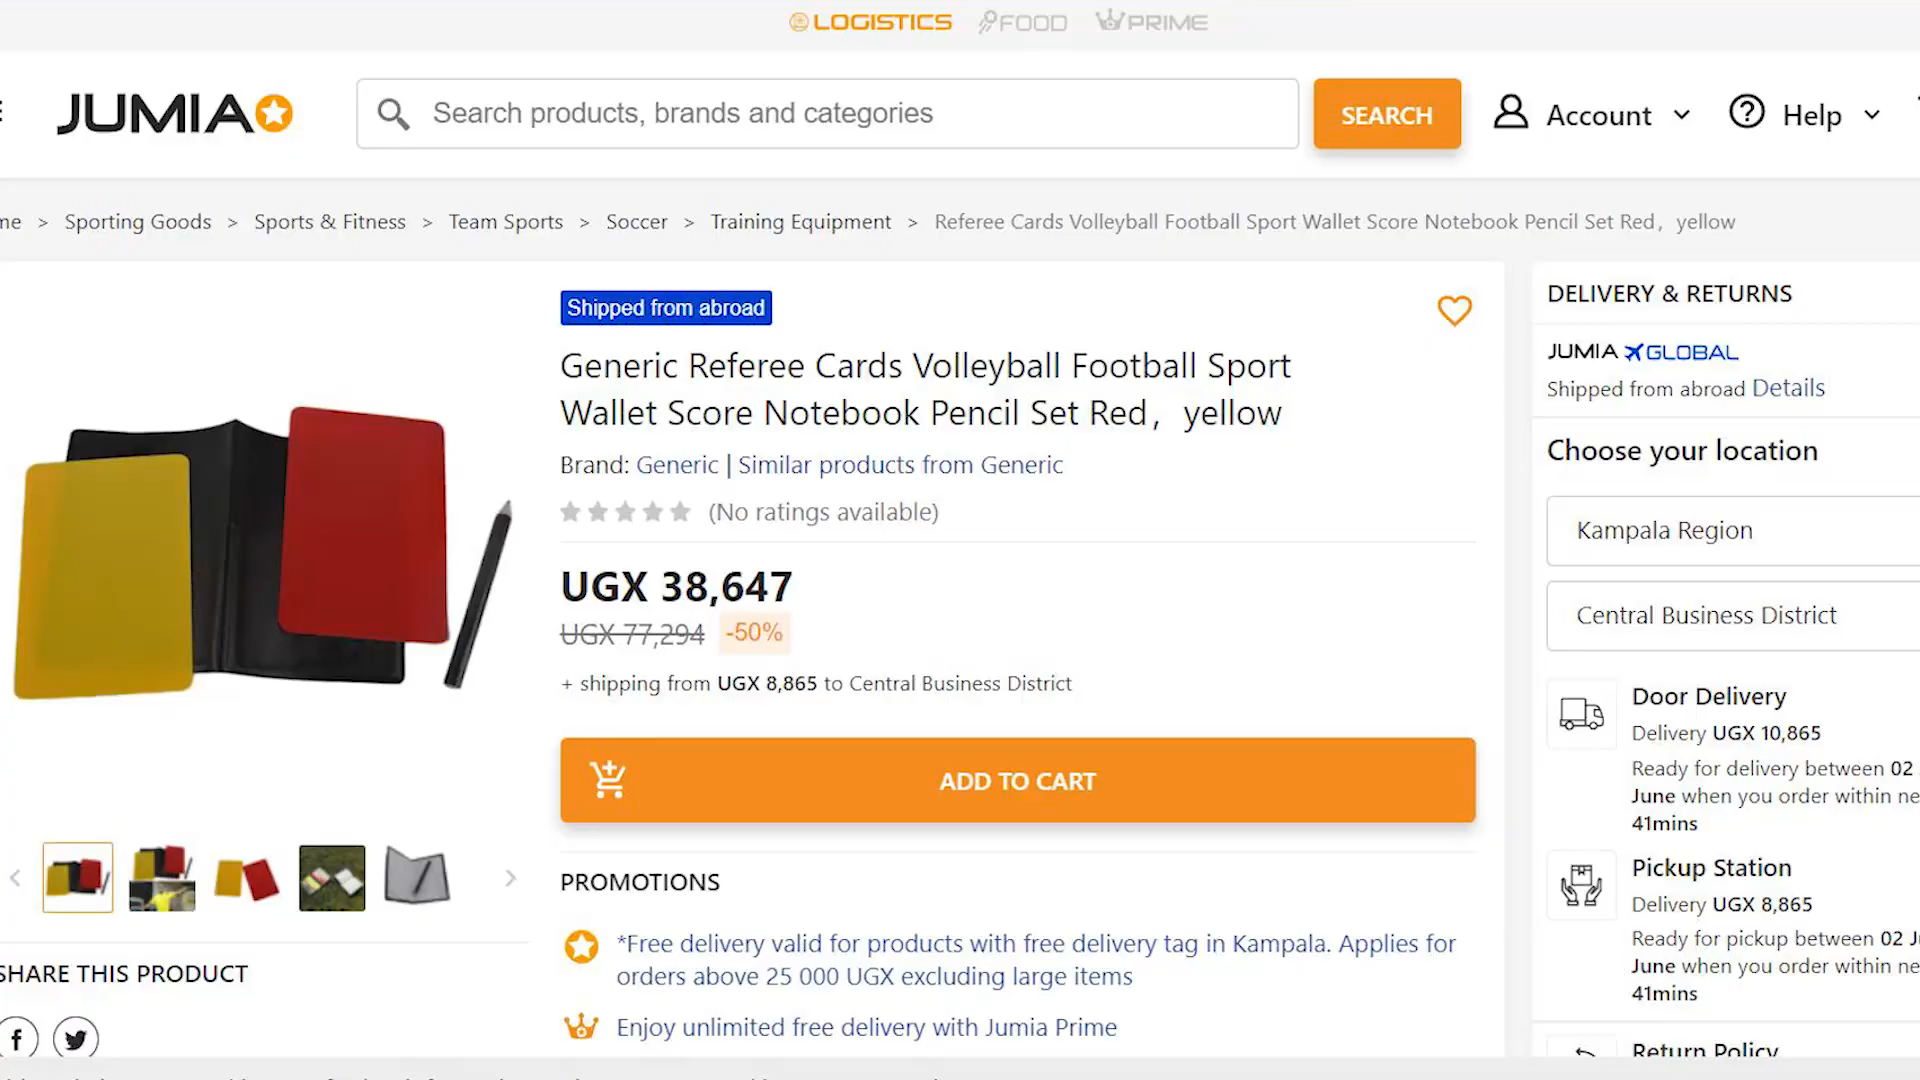 LOGISTICS FOOD PRIME
JUMIA
Search products, brands and categories
SEARCH
Account
Help
> Sporting Goods > Sports & Fitness > Team Sports > Soccer > Training Equipment > Referee Cards Volleyball Football Sport Wallet Score Notebook Pencil Set Red，yellow
Shipped from abroad
Generic Referee Cards Volleyball Football Sport
Wallet Score Notebook Pencil Set Red，yellow
Brand: Generic | Similar products from Generic
(No ratings available)
UGX 38,647
UGX 77,294 -50%
+ shipping from UGX 8,865 to Central Business District
ADD TO CART
PROMOTIONS
*Free delivery valid for products with free delivery tag in Kampala. Applies for
orders above 25 000 UGX excluding large items
Enjoy unlimited free delivery with Jumia Prime
SHARE THIS PRODUCT
DELIVERY & RETURNS
JUMIA GLOBAL
Shipped from abroad Details
Choose your location
Kampala Region
Central Business District
Door Delivery
Delivery UGX 10,865
Ready for delivery between 02
June when you order within
41mins
Pickup Station
Delivery UGX 8,865
Ready for pickup between 02
June when you order within
41mins
Return Policy